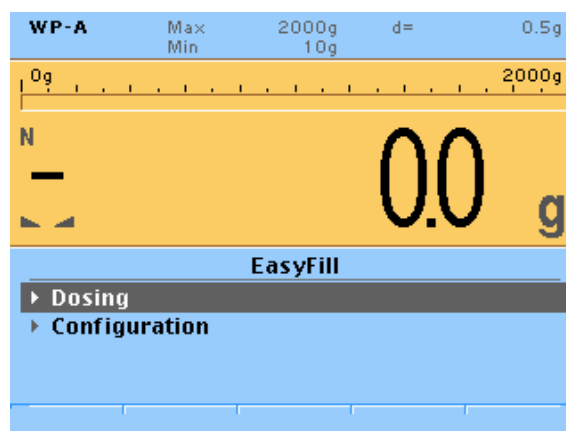 WP-A Max 2000g d= 0.5g
Min 10g
0g 2000g
N
- 0.0 g
EasyFill
Dosing
Configuration